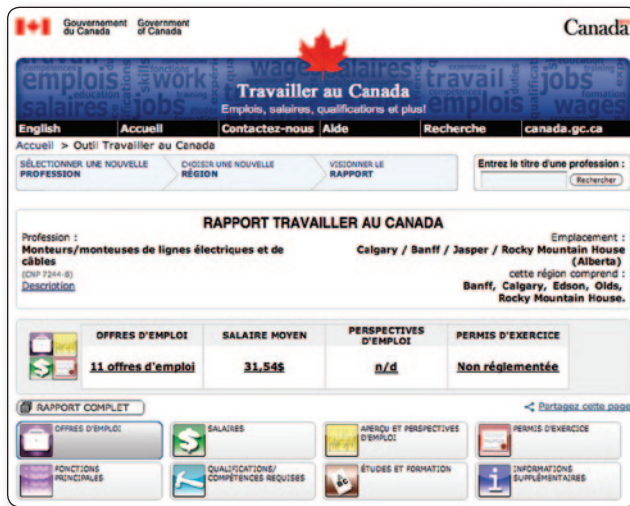 Gouvernement du Canada
Government of Canada
Canada
Travailler au Canada
Emplois, salaires, qualifications et plus!
English Accueil Contactez-nous Aide Recherche canada.gc.ca
Accueil > Outil Travailler au Canada
SÉLECTIONNER UNE NOUVELLE PROFESSION
CHOISIR UNE NOUVELLE RÉGION
VISIONNER LE RAPPORT
Entrez le titre d'une profession :
Rechercher
RAPPORT TRAVAILLER AU CANADA
Profession :
Monteurs/monteuses de lignes électriques et de
câbles
(CNP 7244-B)
Description
Emplacement :
Calgary / Banff / Jasper / Rocky Mountain House
(Alberta)
cette région comprend :
Banff, Calgary, Edson, Olds,
Rocky Mountain House.
OFFRES D'EMPLOI
11 offres d'emploi
SALAIRE MOYEN
31,54$
PERSPECTIVES
D'EMPLOI
n/d
PERMIS D'EXERCICE
Non réglementée
RAPPORT COMPLET
Partagez cette page
OFFRES D'EMPLOI
SALAIRES
APERÇU ET PERSPECTIVES
D'EMPLOI
PERMIS D'EXERCICE
FONCTIONS
PRINCIPALES
QUALIFICATIONS/
COMPÉTENCES REQUISES
ÉTUDES ET FORMATION
INFORMATIONS
SUPPLÉMENTAIRES